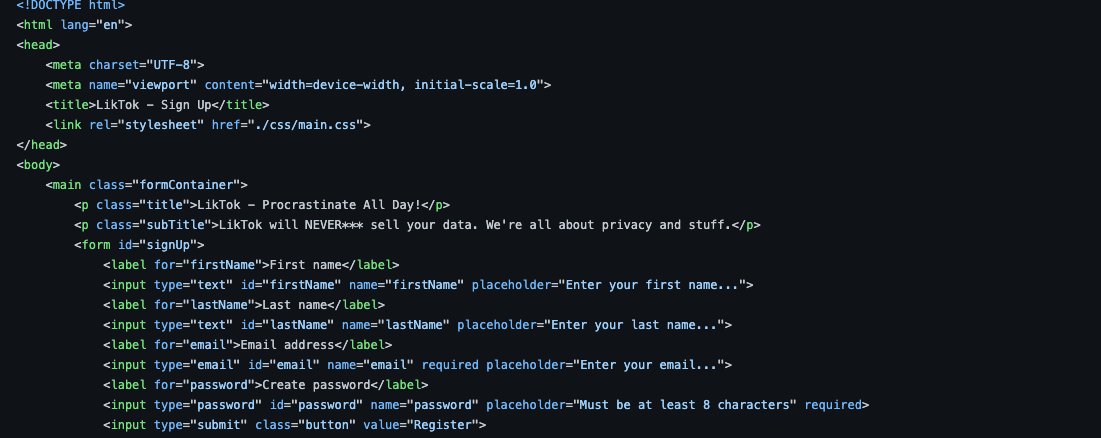 <!DOCTYPE html>
<html lang="en">
<head>
    <meta charset="UTF-8">
    <meta name="viewport" content="width=device-width, initial-scale=1.0">
    <title>LikTok - Sign Up</title>
    <link rel="stylesheet" href="./css/main.css">
</head>
<body>
    <main class="formContainer">
        <p class="title">LikTok - Procrastinate All Day!</p>
        <p class="subTitle">LikTok will NEVER*** sell your data. We're all about privacy and stuff.</p>
        <form id="signUp">
            <label for="firstName">First name</label>
            <input type="text" id="firstName" name="firstName" placeholder="Enter your first name...">
            <label for="lastName">Last name</label>
            <input type="text" id="lastName" name="lastName" placeholder="Enter your last name...">
            <label for="email">Email address</label>
            <input type="email" id="email" name="email" required placeholder="Enter your email...">
            <label for="password">Create password</label>
            <input type="password" id="password" name="password" placeholder="Must be at least 8 characters" required>
            <input type="submit" class="button" value="Register">